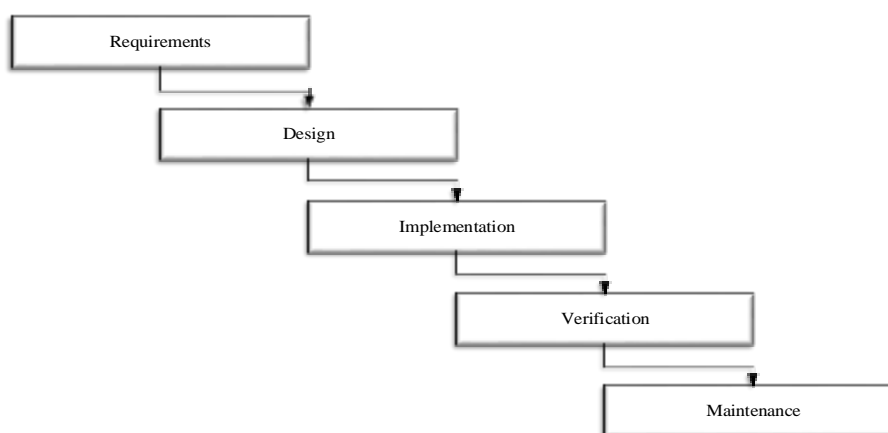 Requirements
Design
Implementation
Verification
Maintenance